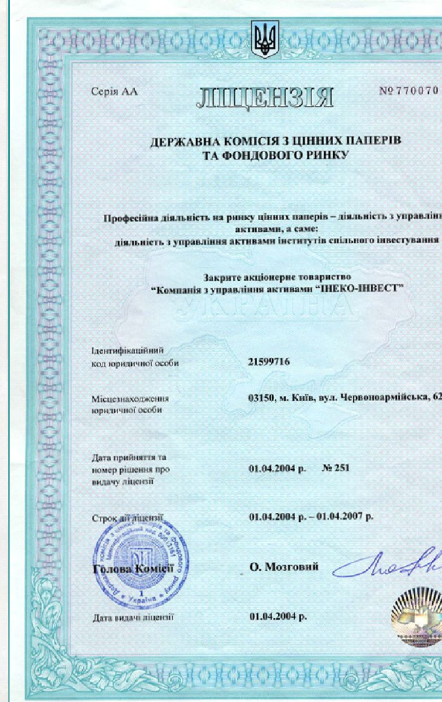 Серія АА
ЛІЦЕНЗІЯ
№ 770070
ДЕРЖАВНА КОМІСІЯ З ЦІННИХ ПАПЕРІВ
ТА ФОНДОВОГО РИНКУ
Професійна діяльність на ринку цінних паперів – діяльність з управлін
активами, а саме:
діяльність з управління активами інститутів спільного інвестування
Закрите акціонерне товариство
“Компанія з управління активами “ІНЕКО-ІНВЕСТ”
УКРАЇНА
Ідентифікаційний
код юридичної особи
21599716
Місцезнаходження
юридичної особи
03150, м. Київ, вул. Червоноармійська, 62
Дата прийняття та
номер рішення про
видачу ліцензії
01.04.2004 р. № 251
Строк дії ліцензії
01.04.2004 р. – 01.04.2007 р.
Голова Комісії
О. Мозговий
Дата видачі ліцензії
01.04.2004 р.